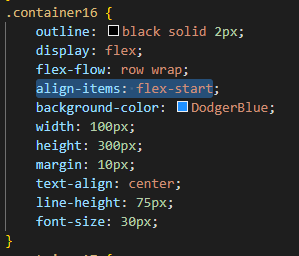 .container16 {
outline: black solid 2px;
display: flex;
flex-flow: row wrap;
align-items: flex-start;
background-color: DodgerBlue;
width: 100px;
height: 300px;
margin: 10px;
text-align: center;
line-height: 75px;
font-size: 30px;
}